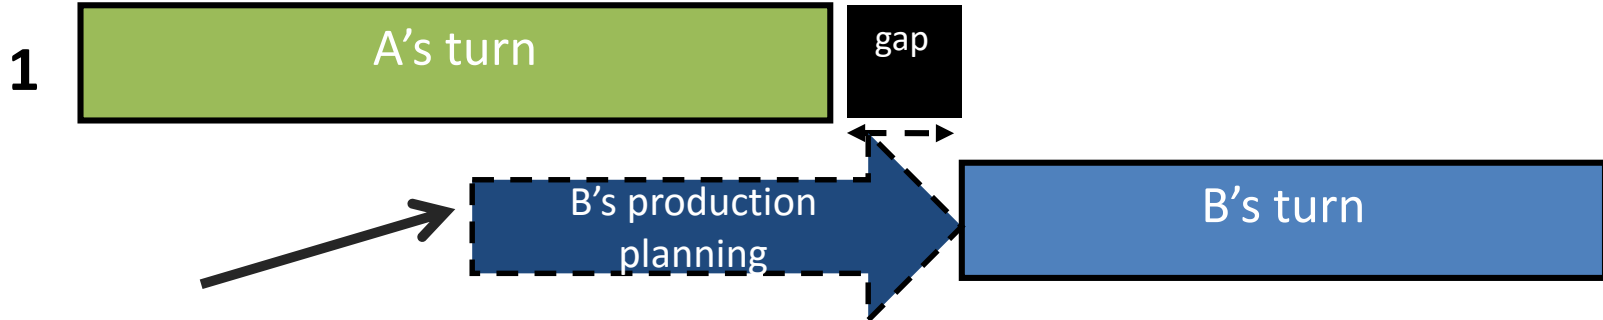 1
A’s turn
gap
B’s production
planning
B’s turn